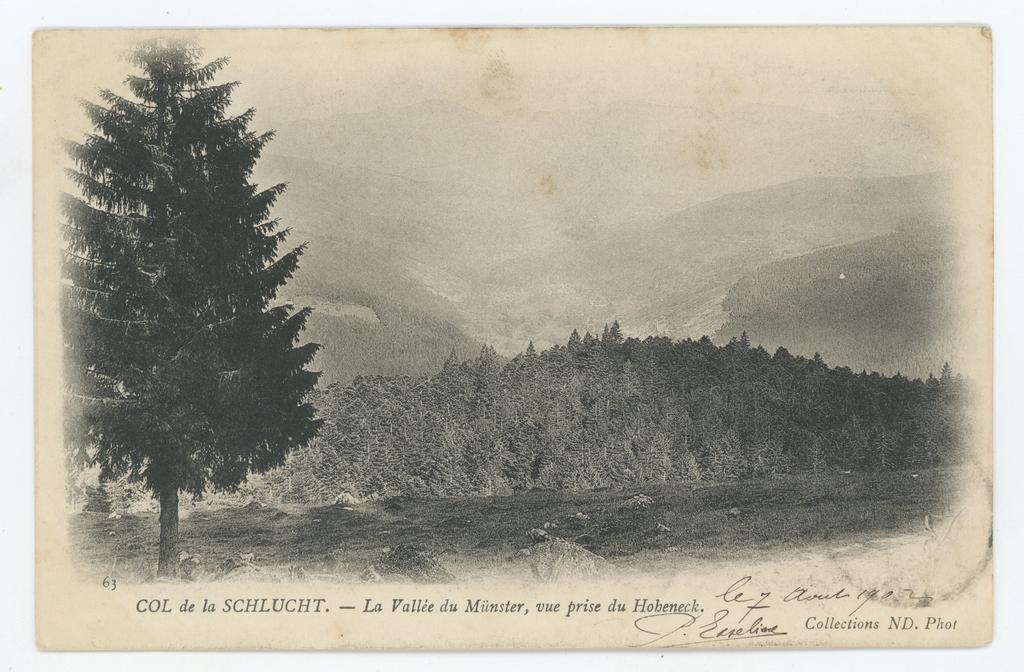 63
COL de la SCHLUCHT. — La Vallée du Münster, vue prise du Hoheneck.
le 7 Août 1902
Collections ND. Phot